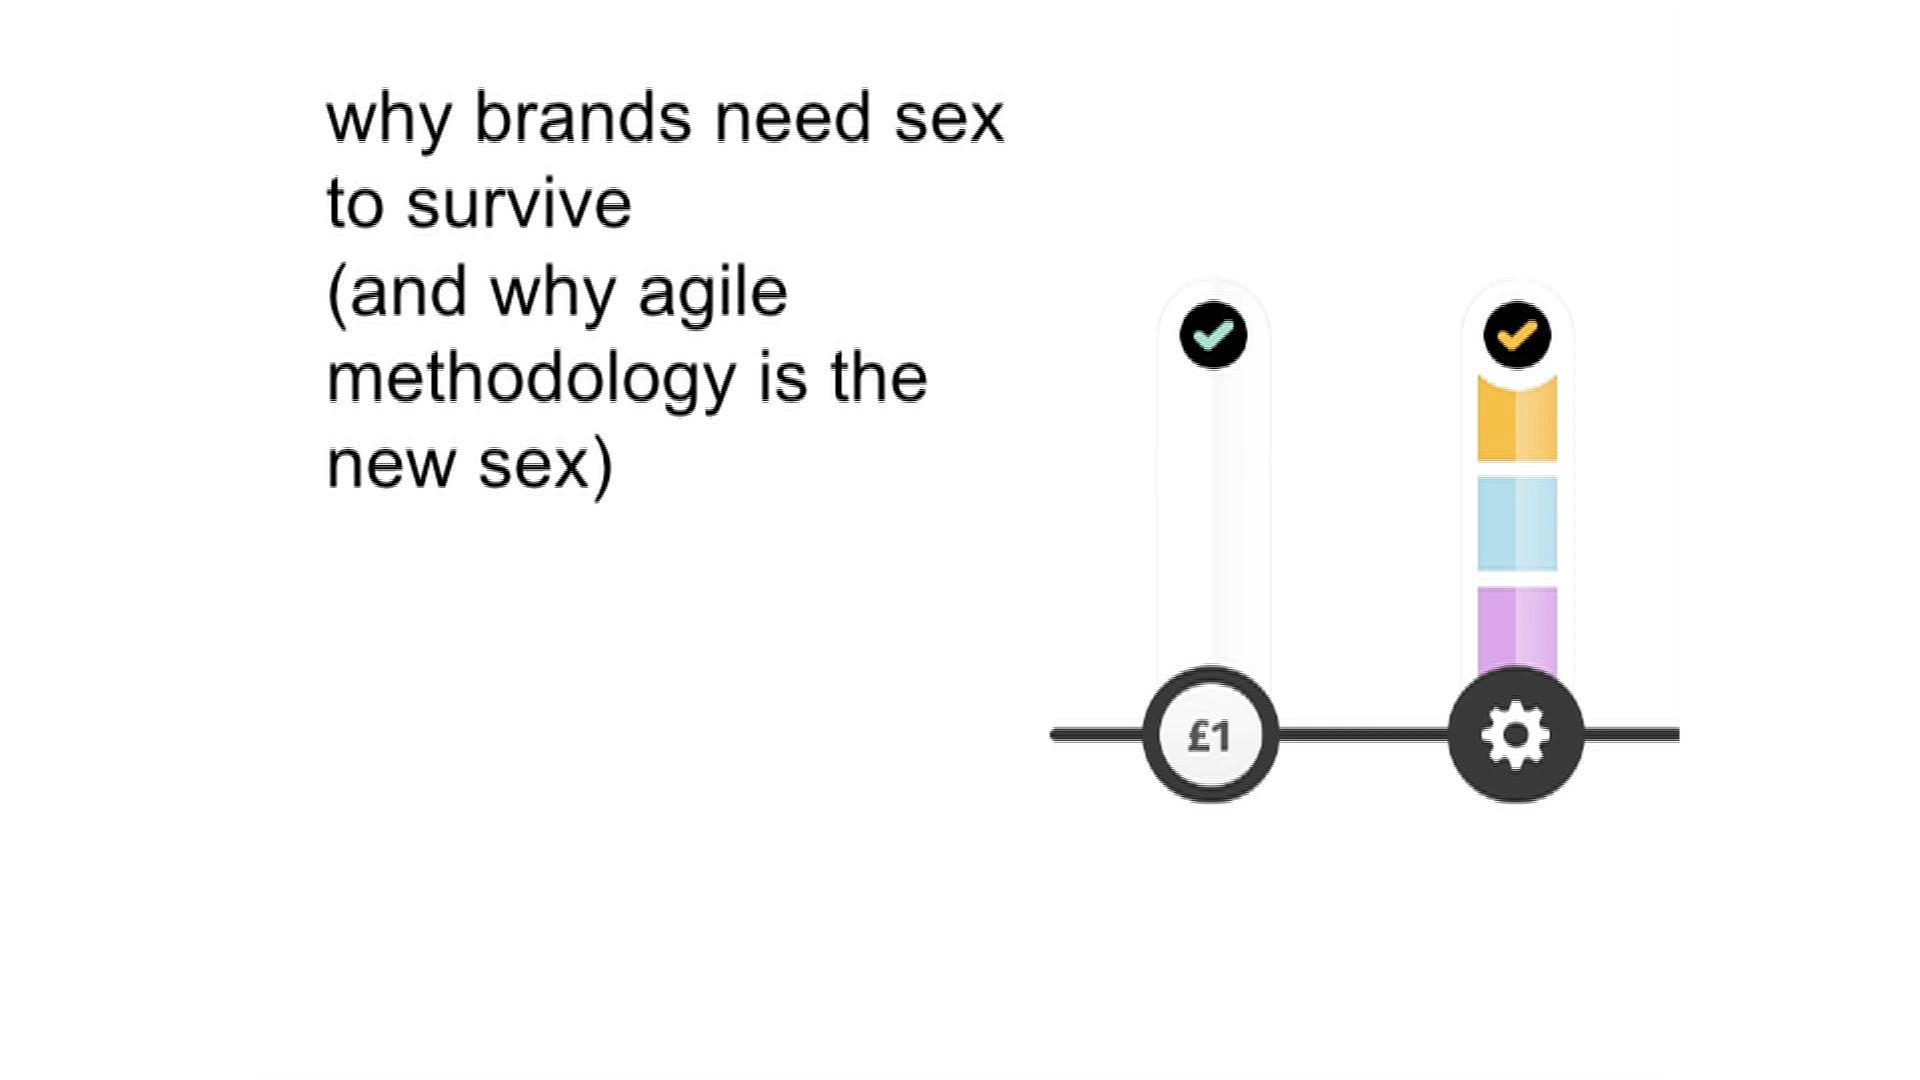 why brands need sex
to survive
(and why agile
methodology is the
new sex)
£1